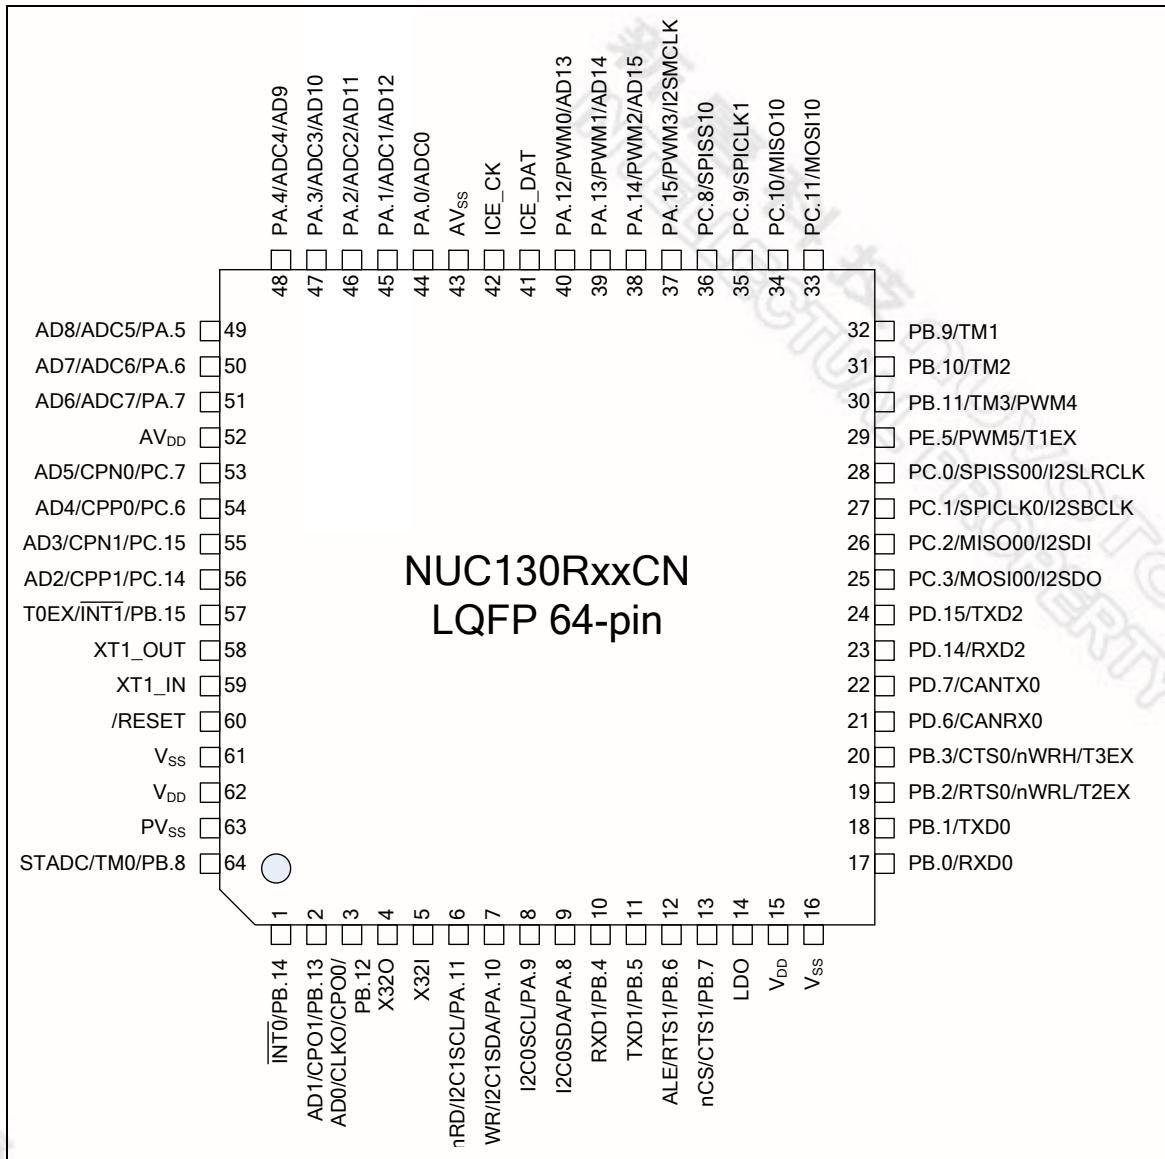 PA.4/ADC4/AD9
PA.3/ADC3/AD10
PA.2/ADC2/AD11
PA.1/ADC1/AD12
PA.0/ADC0
AVSS
ICE_CK
ICE_DAT
PA.12/PWM0/AD13
PA.13/PWM1/AD14
PA.14/PWM2/AD15
PA.15/PWM3/I2SMCLK
PC.8/SPISS10
PC.9/SPICLK1
PC.10/MISO10
PC.11/MOSI10
48 47 46 45 44 43 42 41 40 39 38 37 36 35 34 33
AD8/ADC5/PA.5 49
AD7/ADC6/PA.6 50
AD6/ADC7/PA.7 51
AVDD 52
AD5/CPN0/PC.7 53
AD4/CPP0/PC.6 54
AD3/CPN1/PC.15 55
AD2/CPP1/PC.14 56
T0EX/INT1/PB.15 57
XT1_OUT 58
XT1_IN 59
/RESET 60
VSS 61
VDD 62
PVSS 63
STADC/TM0/PB.8 64
NUC130RxxCN
LQFP 64-pin
32 PB.9/TM1
31 PB.10/TM2
30 PB.11/TM3/PWM4
29 PE.5/PWM5/T1EX
28 PC.0/SPISS00/I2SLRCLK
27 PC.1/SPICLK0/I2SBCLK
26 PC.2/MISO00/I2SDI
25 PC.3/MOSI00/I2SDO
24 PD.15/TXD2
23 PD.14/RXD2
22 PD.7/CANTX0
21 PD.6/CANRX0
20 PB.3/CTS0/nWRH/T3EX
19 PB.2/RTS0/nWRL/T2EX
18 PB.1/TXD0
17 PB.0/RXD0
1 2 3 4 5 6 7 8 9 10 11 12 13 14 15 16
INT0/PB.14
AD1/CPO1/PB.13
AD0/CLKO/CPO0/
PB.12
X32O
X32I
nRD/I2C1SCL/PA.11
WR/I2C1SDA/PA.10
I2C0SCL/PA.9
I2C0SDA/PA.8
RXD1/PB.4
TXD1/PB.5
ALE/RTS1/PB.6
nCS/CTS1/PB.7
LDO
VDD
VSS
新唐科技 NUVOTO
INTELLECTUAL PROPERTY